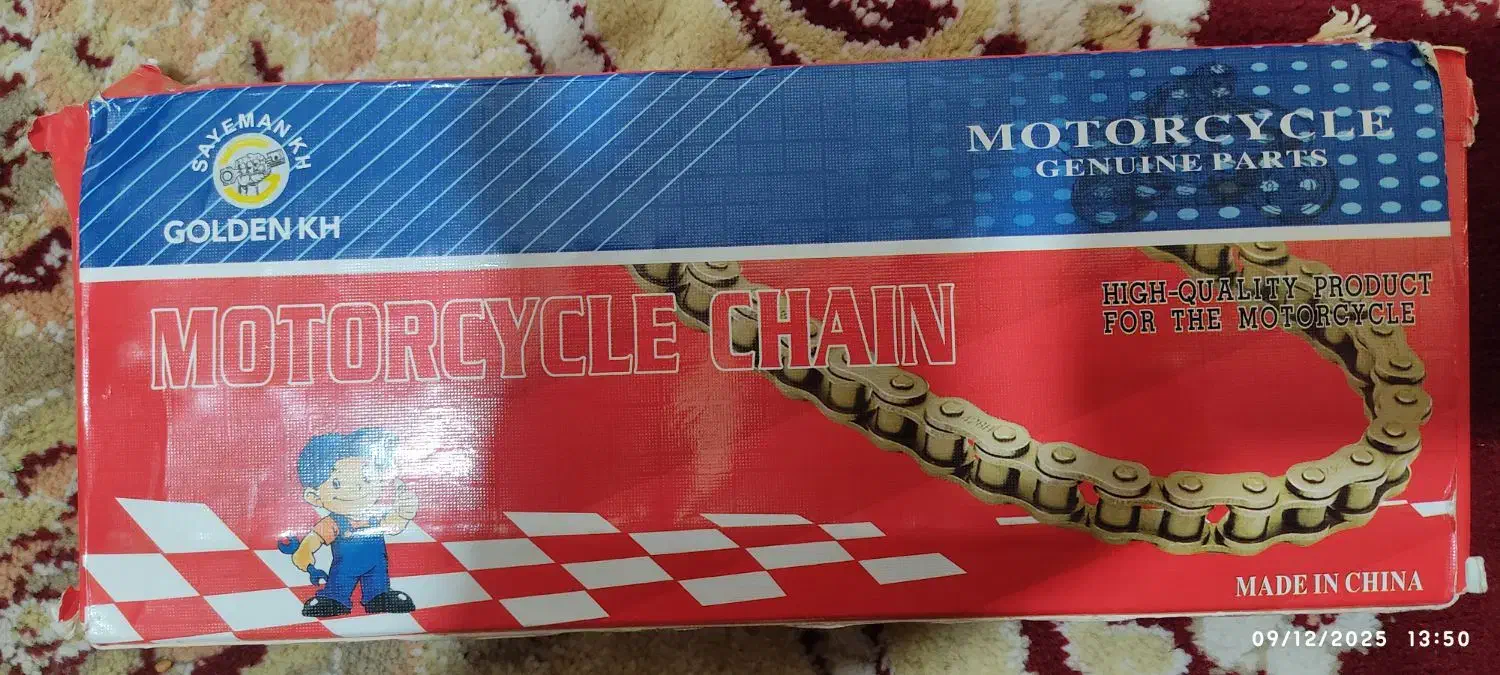 SAYEMAN KH
GOLDEN KH
MOTORCYCLE
GENUINE PARTS
MOTORCYCLE CHAIN
HIGH-QUALITY PRODUCT
FOR THE MOTORCYCLE
MADE IN CHINA
09/12/2025 13:50